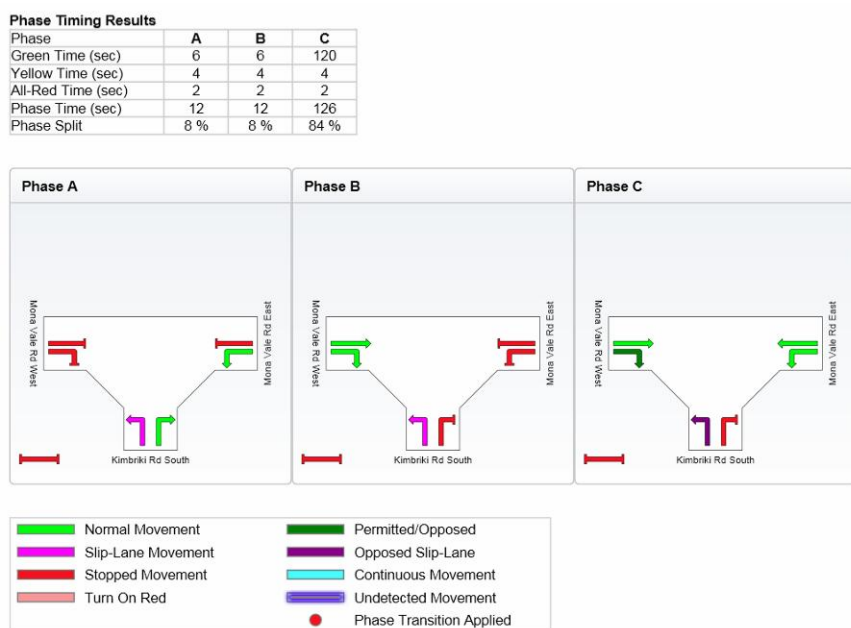 Phase Timing Results
Phase A B C
Green Time (sec) 6 6 120
Yellow Time (sec) 4 4 4
All-Red Time (sec) 2 2 2
Phase Time (sec) 12 12 126
Phase Split 8 % 8 % 84 %
Phase A
Phase B
Phase C
Mona Vale Rd West
Mona Vale Rd East
Kimbriki Rd South
Mona Vale Rd West
Mona Vale Rd East
Kimbriki Rd South
Mona Vale Rd West
Mona Vale Rd East
Kimbriki Rd South
Normal Movement
Permitted/Opposed
Slip-Lane Movement
Opposed Slip-Lane
Stopped Movement
Continuous Movement
Turn On Red
Undetected Movement
Phase Transition Applied